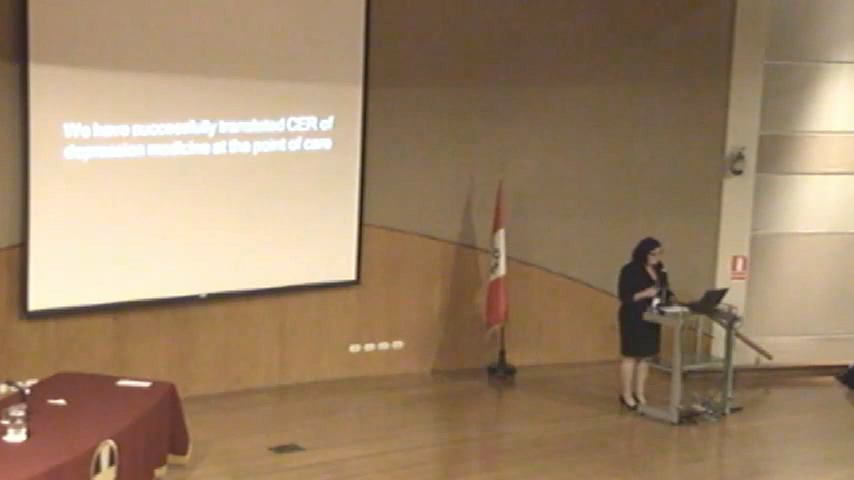 We have successfully translated CER of
depression medicine at the point of care